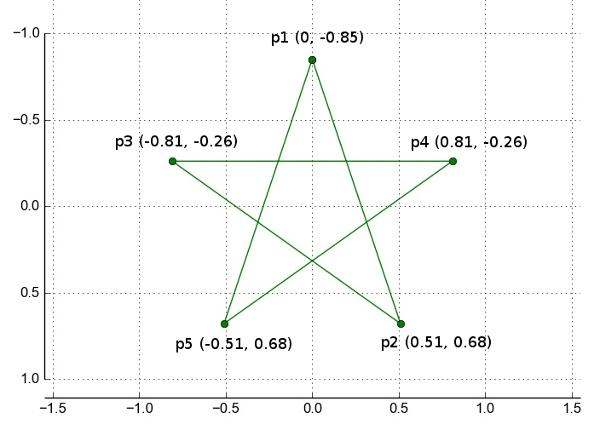 −1.0
p1 (0, -0.85)
−0.5
p3 (-0.81, -0.26)
p4 (0.81, -0.26)
0.0
0.5
p5 (-0.51, 0.68)
p2 (0.51, 0.68)
1.0
−1.5 −1.0 −0.5 0.0 0.5 1.0 1.5